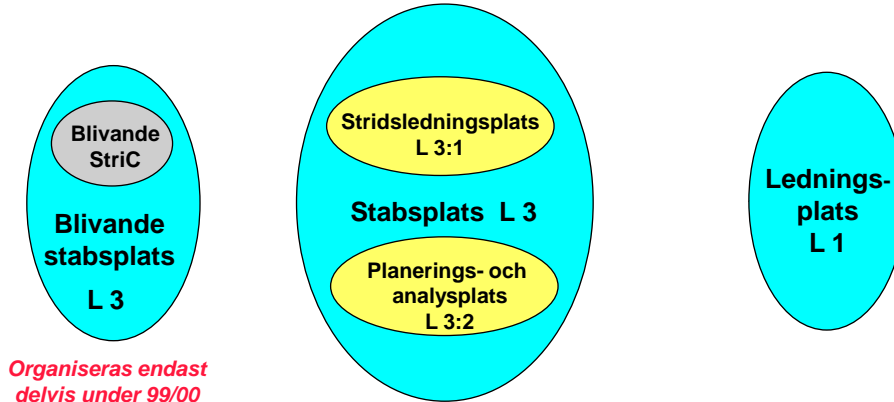 Blivande
StriC
Blivande
stabsplats
L 3
Organiseras endast
delvis under 99/00
Stridsledningsplats
L 3:1
Stabsplats L 3
Planerings- och
analysplats
L 3:2
Lednings-
plats
L 1